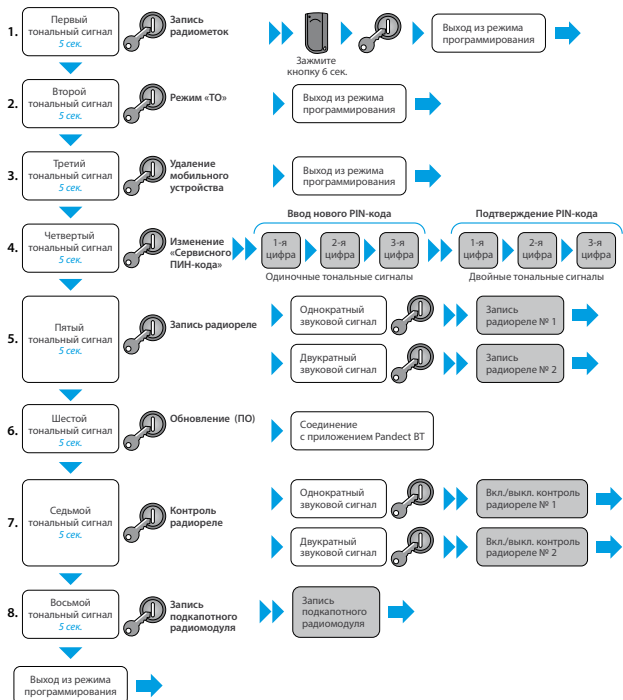 1.
Первый
тональный сигнал
5 сек.
Запись
радиометок
Зажмите
кнопку 6 сек.
Выход из режима
программирования
2.
Второй
тональный сигнал
5 сек.
Режим «ТО»
Выход из режима
программирования
3.
Третий
тональный сигнал
5 сек.
Удаление
мобильного
устройства
Выход из режима
программирования
4.
Четвертый
тональный сигнал
5 сек.
Изменение
«Сервисного
ПИН-кода»
Ввод нового PIN-кода
1-я
цифра
2-я
цифра
3-я
цифра
Одиночные тональные сигналы
Подтверждение PIN-кода
1-я
цифра
2-я
цифра
3-я
цифра
Двойные тональные сигналы
5.
Пятый
тональный сигнал
5 сек.
Запись радиореле
Однократный
звуковой сигнал
Запись
радиореле № 1
Двукратный
звуковой сигнал
Запись
радиореле № 2
6.
Шестой
тональный сигнал
5 сек.
Обновление (ПО)
Соединение
с приложением Pandect BT
7.
Седьмой
тональный сигнал
5 сек.
Контроль
радиореле
Однократный
звуковой сигнал
Вкл./выкл. контроль
радиореле № 1
Двукратный
звуковой сигнал
Вкл./выкл. контроль
радиореле № 2
8.
Восьмой
тональный сигнал
5 сек.
Запись
подкапотного
радиомодуля
Запись
подкапотного
радиомодуля
Выход из режима
программирования